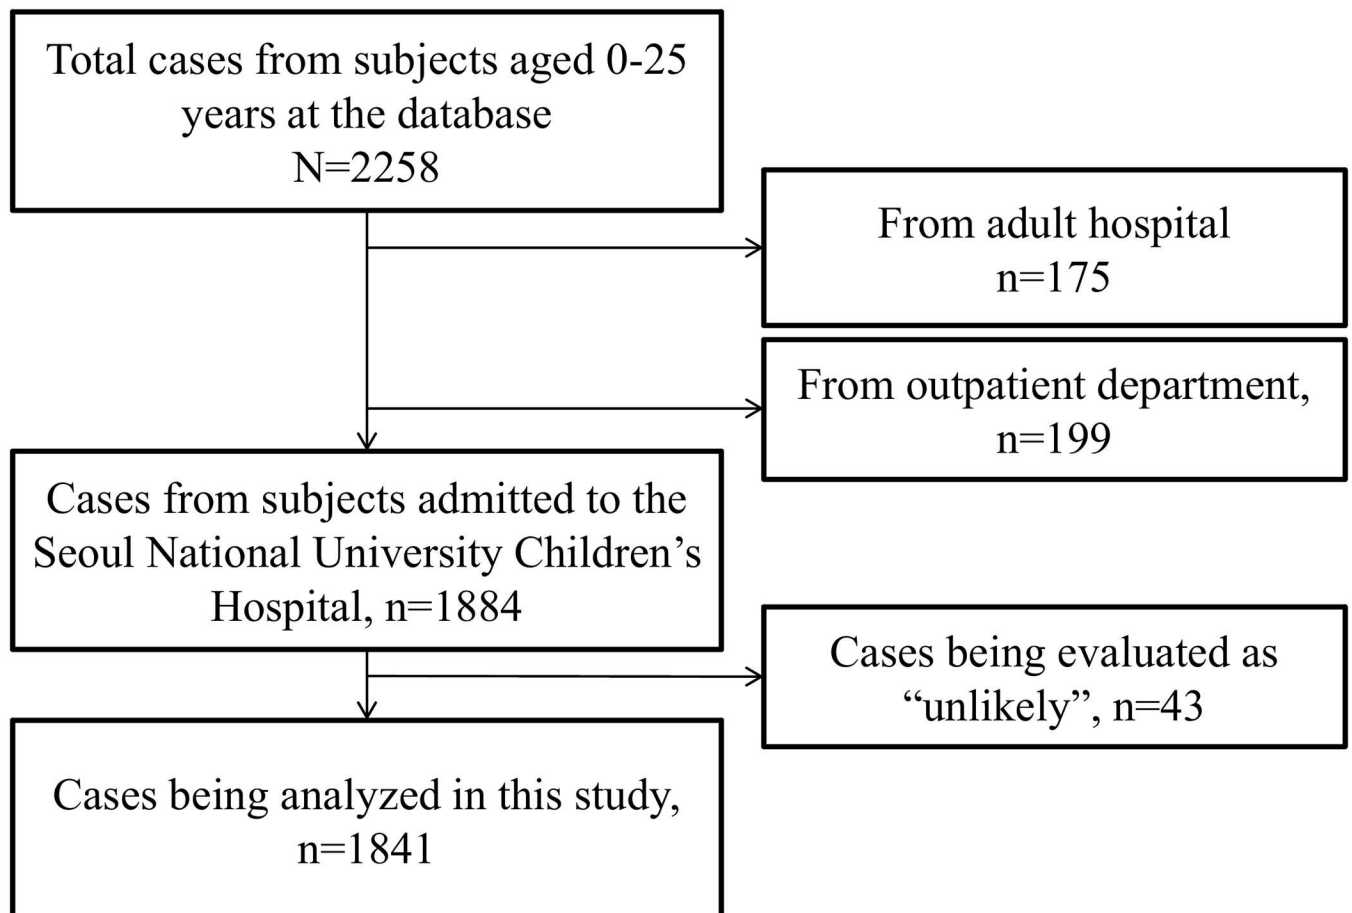 Total cases from subjects aged 0-25
years at the database
N=2258
From adult hospital
n=175
From outpatient department,
n=199
Cases from subjects admitted to the
Seoul National University Children’s
Hospital, n=1884
Cases being evaluated as
“unlikely”, n=43
Cases being analyzed in this study,
n=1841